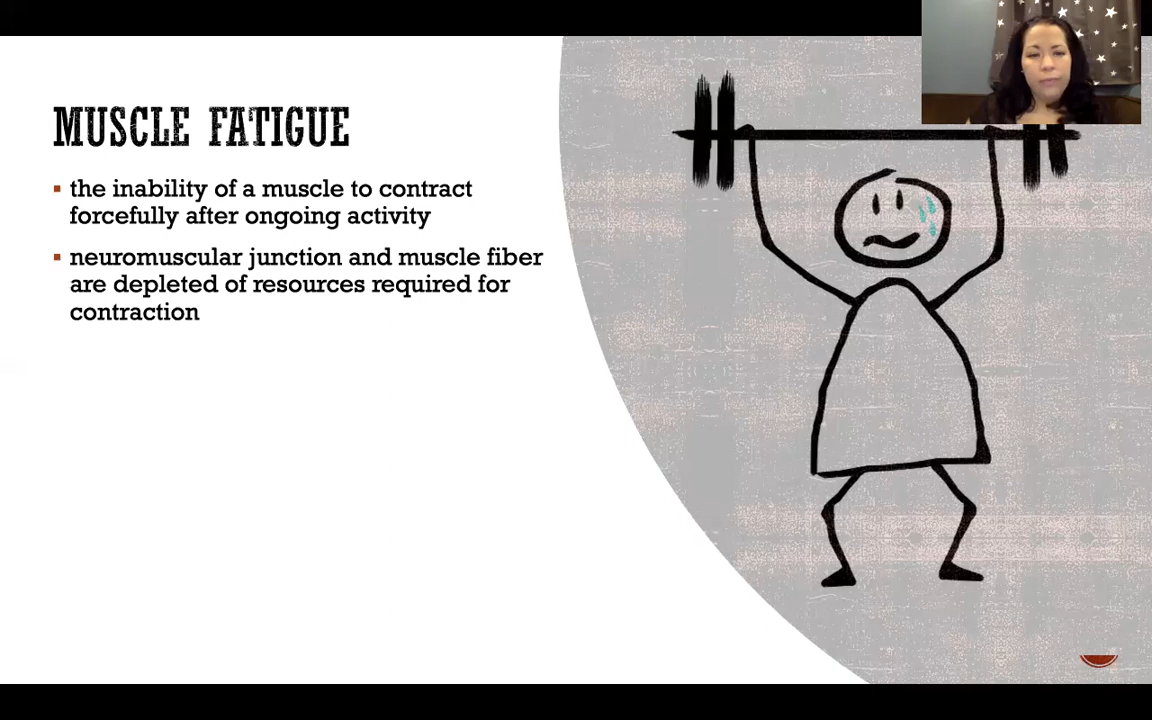 MUSCLE FATIGUE
the inability of a muscle to contract
forcefully after ongoing activity
neuromuscular junction and muscle fiber
are depleted of resources required for
contraction